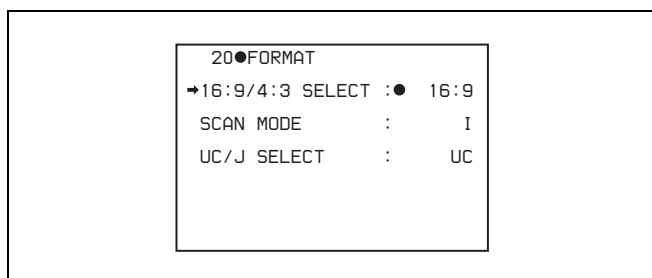 20●FORMAT
➡16:9/4:3 SELECT :● 16:9
SCAN MODE : I
UC/J SELECT : UC